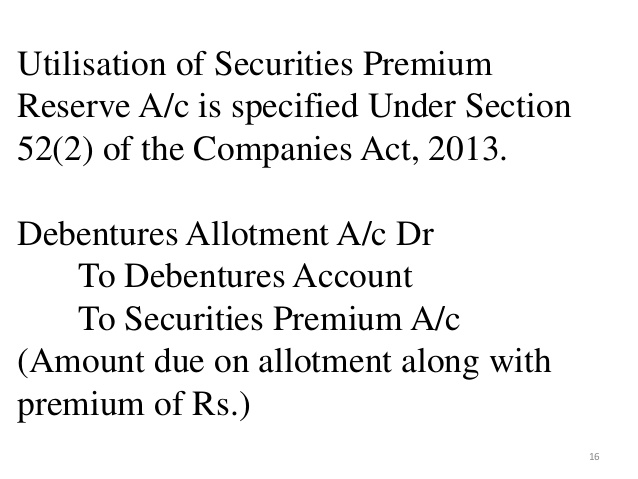 Utilisation of Securities Premium
Reserve A/c is specified Under Section
52(2) of the Companies Act, 2013.
Debentures Allotment A/c Dr
To Debentures Account
To Securities Premium A/c
(Amount due on allotment along with
premium of Rs.)
16